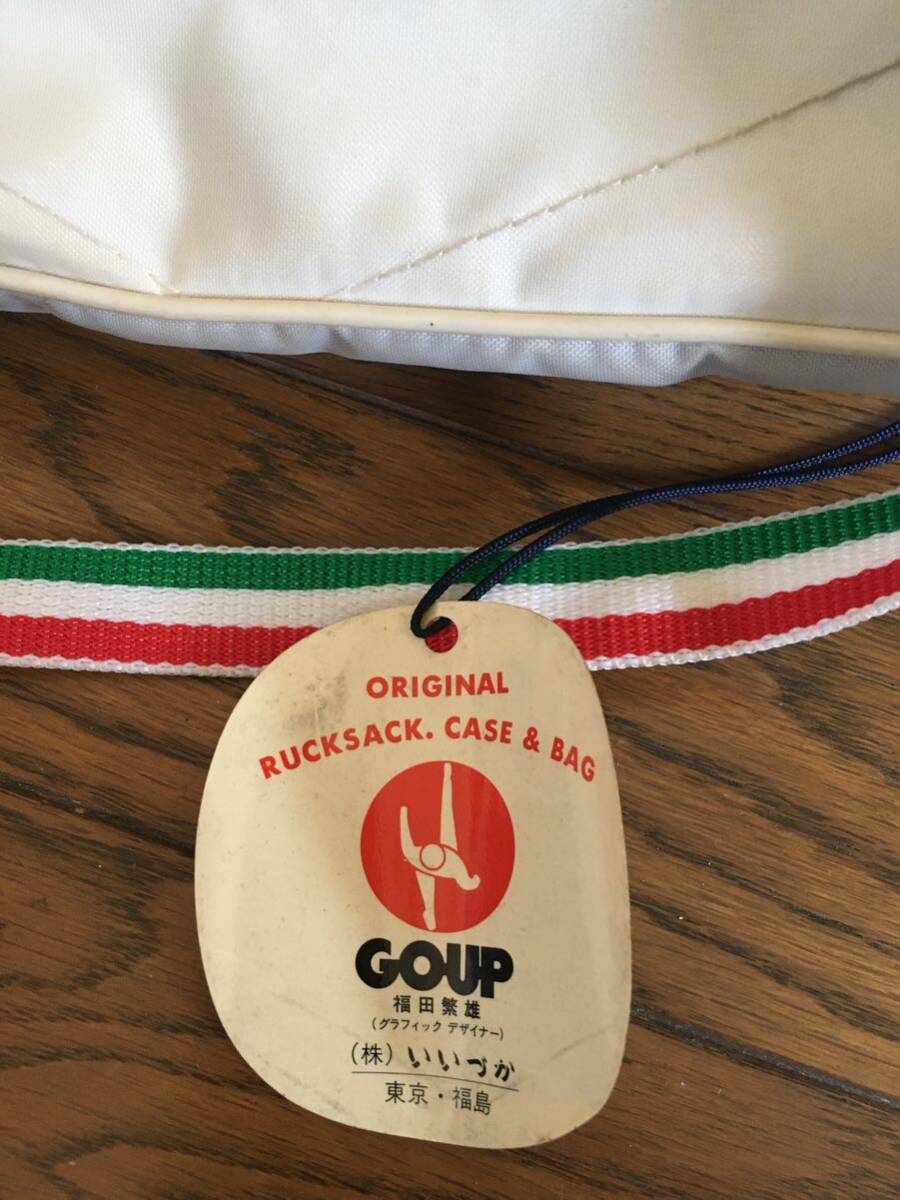 ORIGINAL
RUCKSACK. CASE & BAG
GOUP
福田繁雄
(グラフィック デザイナー)
(株) いいづか
東京・福島